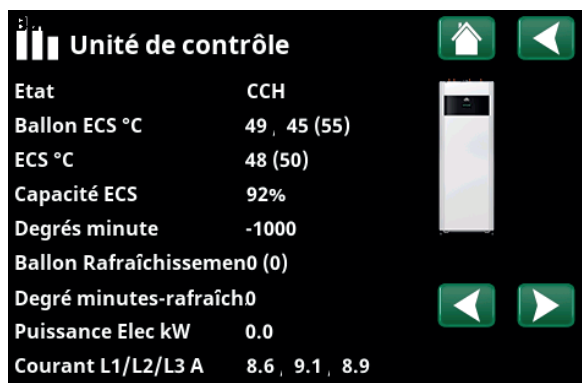 Unité de contrôle
Etat CCH
Ballon ECS °C 49 , 45 (55)
ECS °C 48 (50)
Capacité ECS 92%
Degrés minute -1000
Ballon Rafraîchissemen0 (0)
Degré minutes-rafraîch.0
Puissance Elec kW 0.0
Courant L1/L2/L3 A 8.6 , 9.1 , 8.9